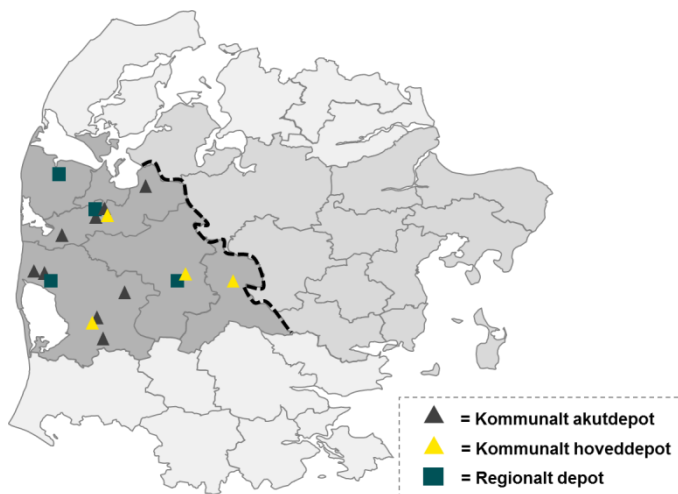 = Kommunalt akutdepot
= Kommunalt hoveddepot
= Regionalt depot